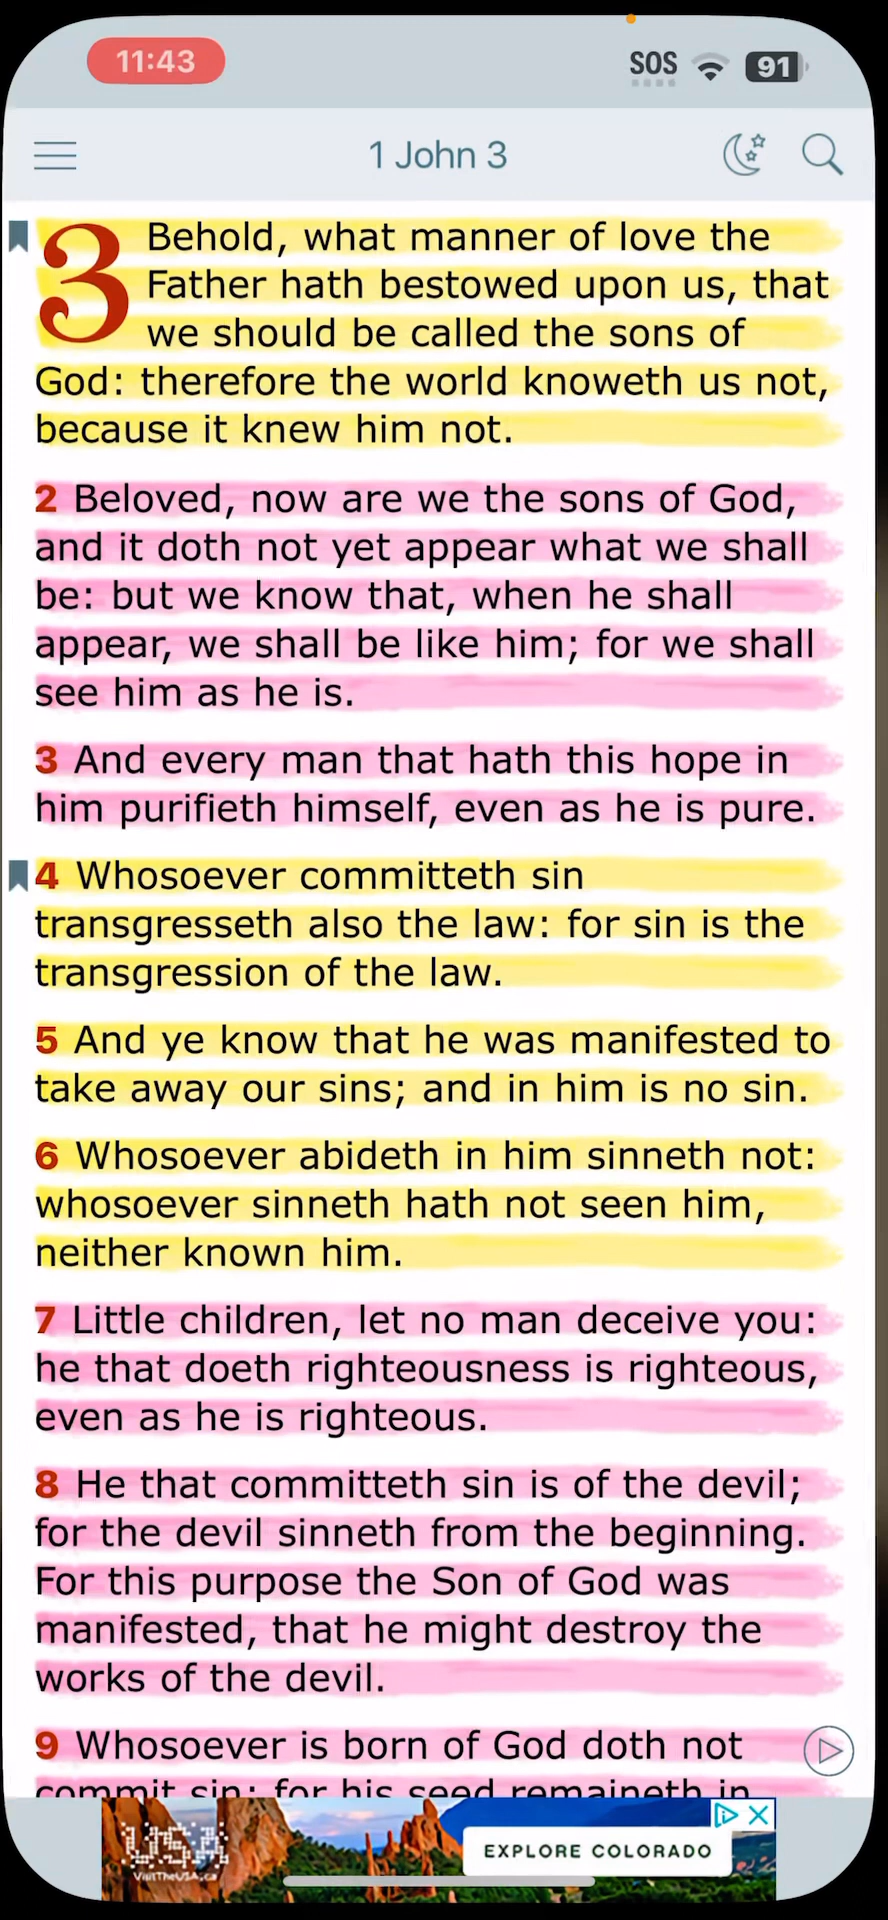 11:43
SOS
91
1 John 3
3 Behold, what manner of love the
Father hath bestowed upon us, that
we should be called the sons of
God: therefore the world knoweth us not,
because it knew him not.
2 Beloved, now are we the sons of God,
and it doth not yet appear what we shall
be: but we know that, when he shall
appear, we shall be like him; for we shall
see him as he is.
3 And every man that hath this hope in
him purifieth himself, even as he is pure.
4 Whosoever committeth sin
transgresseth also the law: for sin is the
transgression of the law.
5 And ye know that he was manifested to
take away our sins; and in him is no sin.
6 Whosoever abideth in him sinneth not:
whosoever sinneth hath not seen him,
neither known him.
7 Little children, let no man deceive you:
he that doeth righteousness is righteous,
even as he is righteous.
8 He that committeth sin is of the devil;
for the devil sinneth from the beginning.
For this purpose the Son of God was
manifested, that he might destroy the
works of the devil.
9 Whosoever is born of God doth not
commit sin; for his seed remaineth in
USA
VisitTheUSA.ca
EXPLORE COLORADO